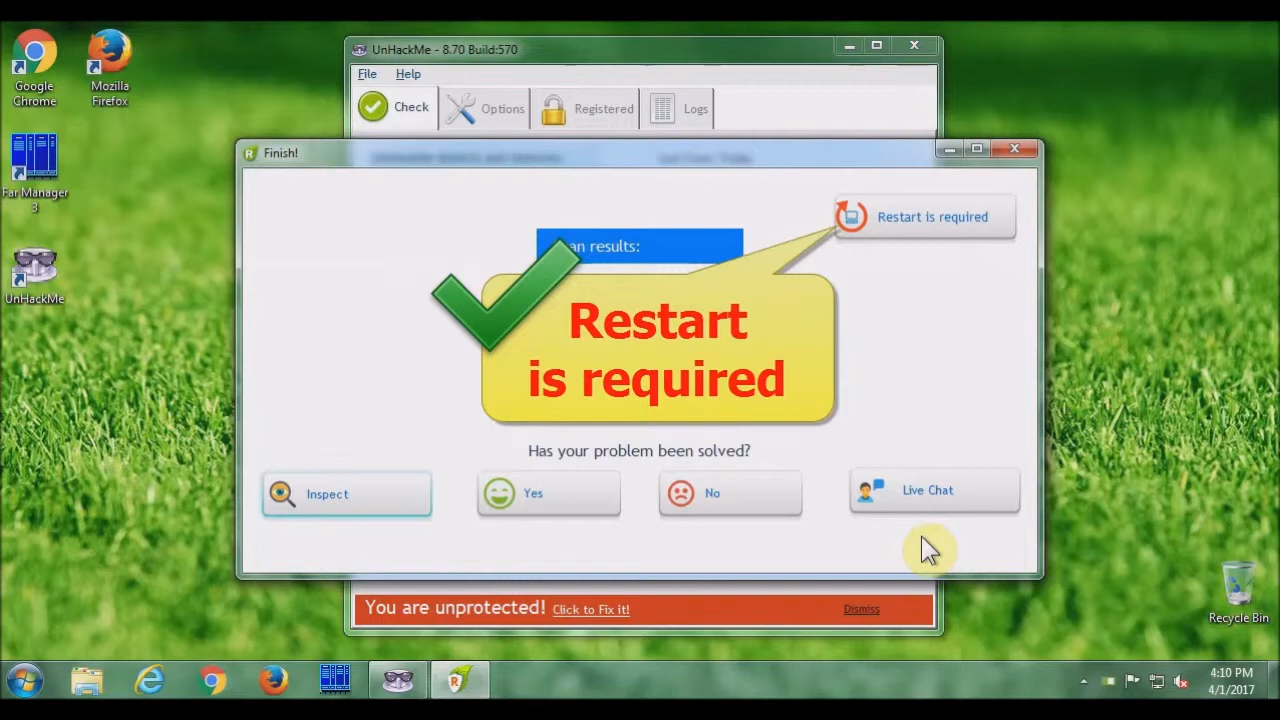 Google
Chrome
Mozilla
Firefox
Far Manager
3
UnHackMe
UnHackMe - 8.70 Build:570
File Help
Check Options Registered Logs
Finish!
Restart is required
an results:
Restart
is required
Has your problem been solved?
Inspect Yes No Live Chat
You are unprotected! Click to Fix it! Dismiss
Recycle Bin
4:10 PM
4/1/2017